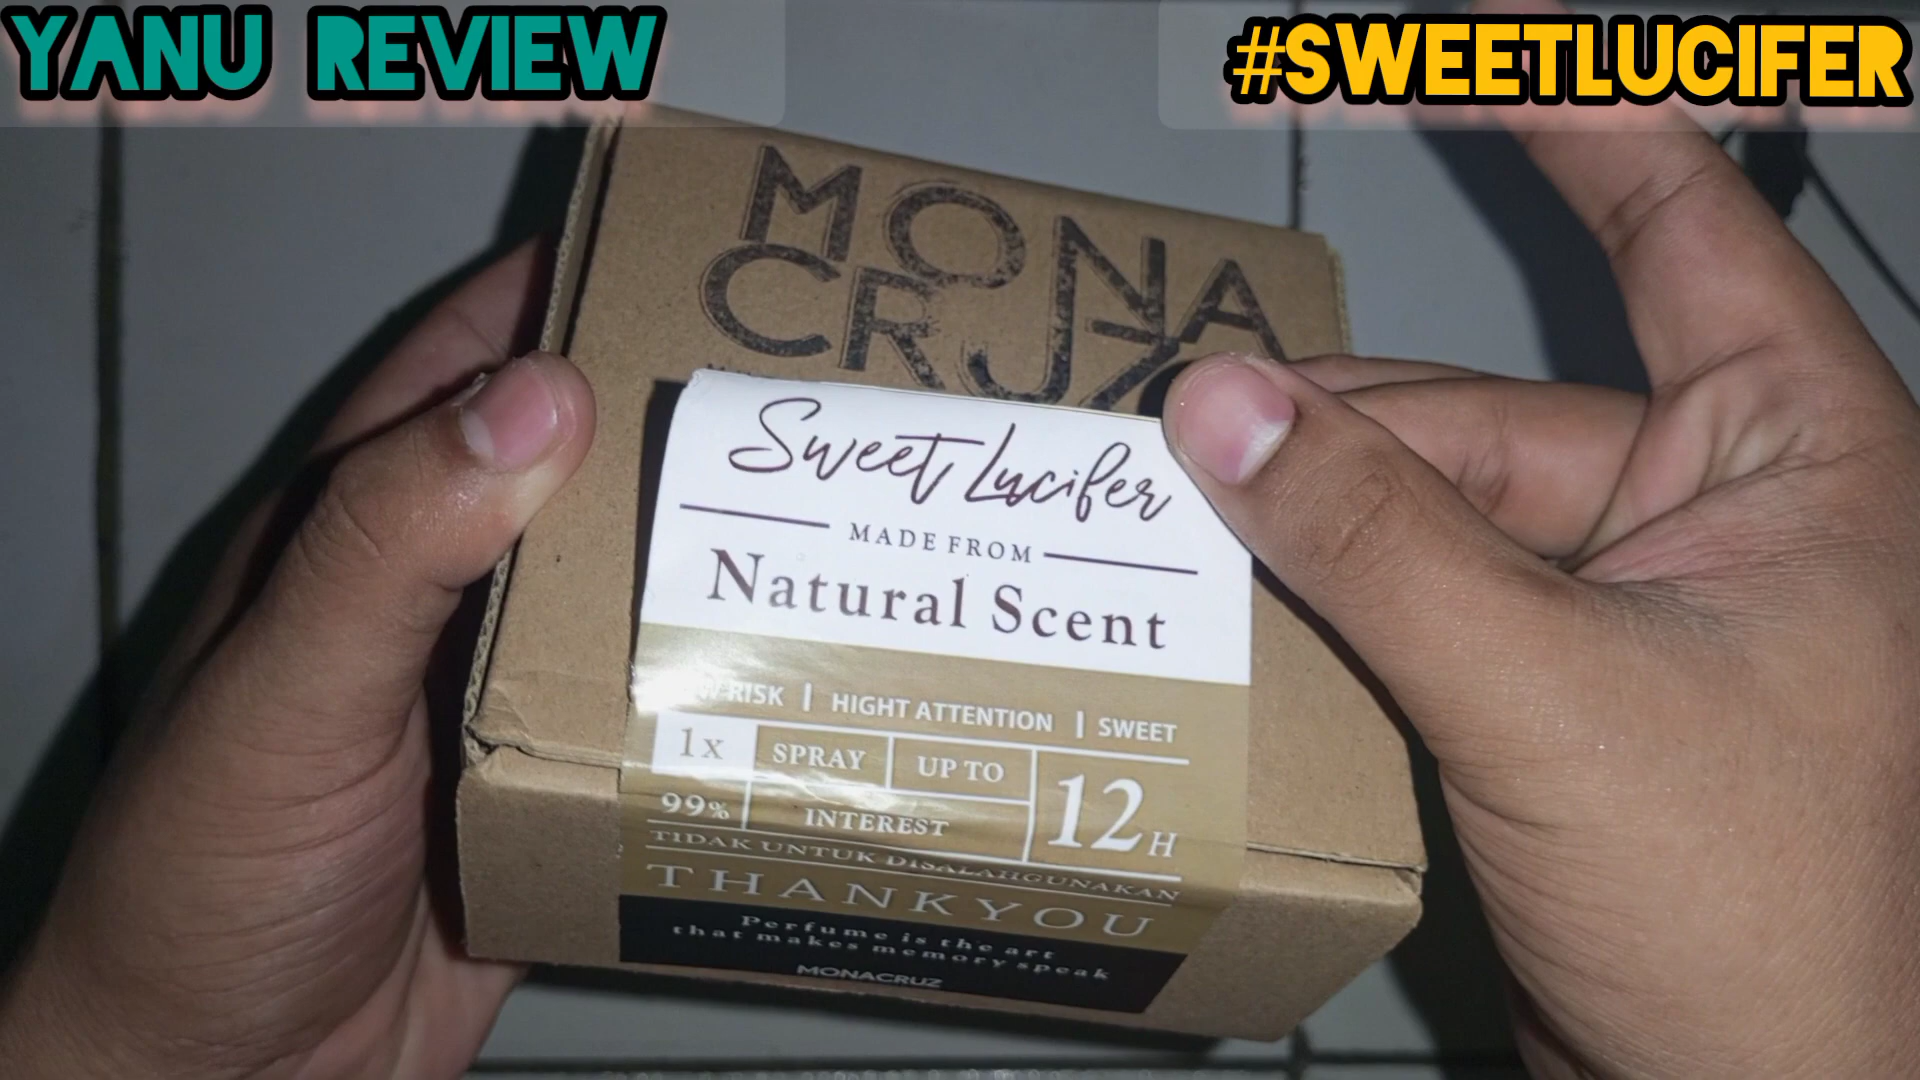 YANU REVIEW
#SWEETLUCIFER
MONA
CRUZ
Sweet Lucifer
MADE FROM
Natural Scent
RISK | HIGHT ATTENTION | SWEET
1x SPRAY UP TO 12H
99% INTEREST
TIDAK UNTUK DISALAHGUNAKAN
THANKYOU
Perfume is the art
that makes memory speak
MONACRUZ